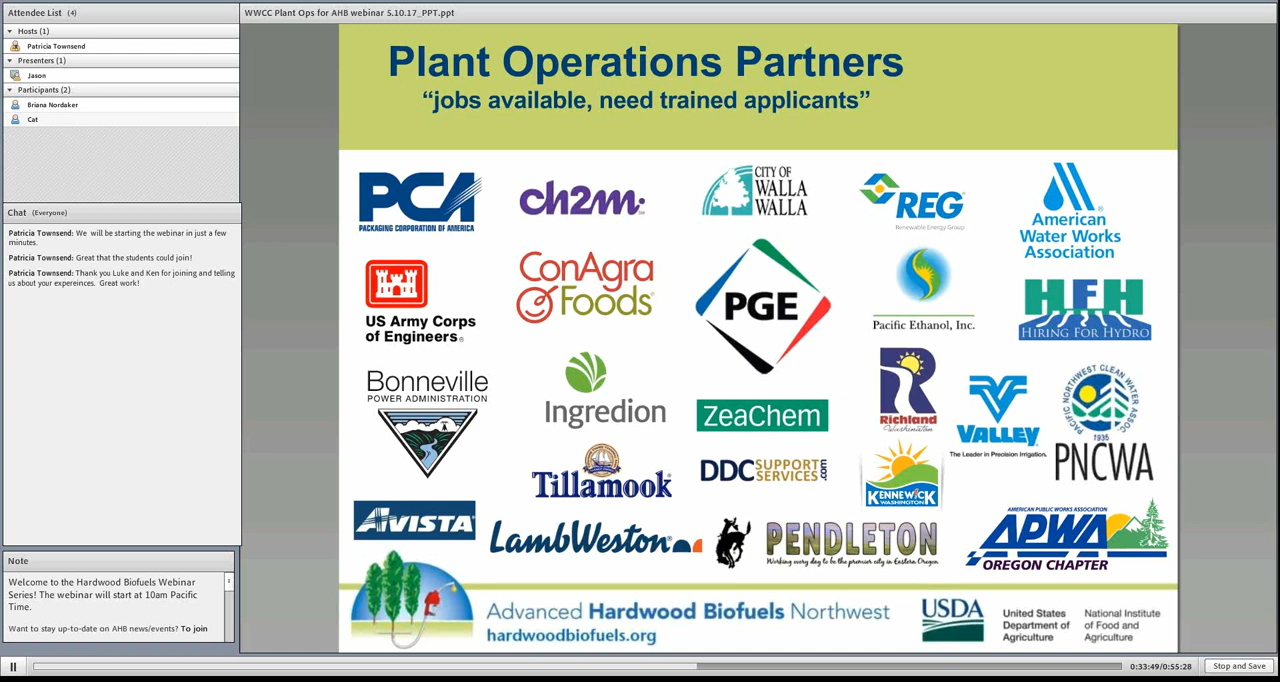 Attendee List (4)
WWCC Plant Ops for AHB webinar 5.10.17_PPT.ppt
Hosts (1)
Patricia Townsend
Presenters (1)
Jason
Participants (2)
Briana Nordaker
Cat
Chat (Everyone)
Patricia Townsend: We will be starting the webinar in just a few
minutes.
Patricia Townsend: Great that the students could join!
Patricia Townsend: Thank you Luke and Ken for joining and telling
us about your expereinces. Great work!
Note
Welcome to the Hardwood Biofuels Webinar
Series! The webinar will start at 10am Pacific
Time.
Want to stay up-to-date on AHB news/events? To join
Plant Operations Partners
“jobs available, need trained applicants”
PCA
PACKAGING CORPORATION OF AMERICA
ch2m
CITY OF
WALLA
WALLA
REG
Renewable Energy Group
American
Water Works
Association
US Army Corps
of Engineers®
ConAgra
Foods
PGE
Pacific Ethanol, Inc.
HFH
HIRING FOR HYDRO
Bonneville
POWER ADMINISTRATION
Ingredion
ZeaChem
Richland
Washington
VALLEY
The Leader in Precision Irrigation.
PACIFIC NORTHWEST CLEAN WATER ASSOC.
1935
PNCWA
Tillamook
DDC SUPPORT
SERVICES .com
KENNEWICK
WASHINGTON
AVISTA
LambWeston
PENDLETON
Working every day to be the premier city in Eastern Oregon
AMERICAN PUBLIC WORKS ASSOCIATION
APWA
OREGON CHAPTER
Advanced Hardwood Biofuels Northwest
hardwoodbiofuels.org
USDA
United States
Department of
Agriculture
National Institute
of Food and
Agriculture
0:33:49/0:55:28
Stop and Save